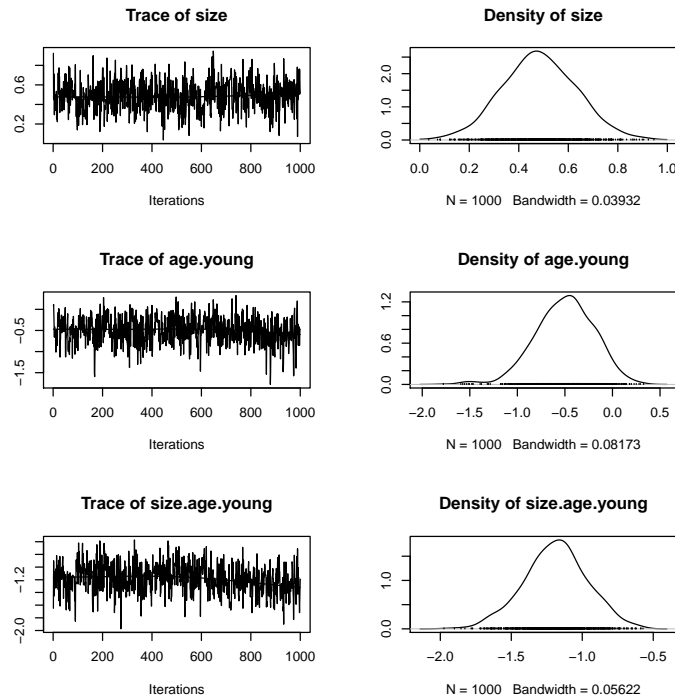 Trace of size
0.2 0.6
0 200 400 600 800 1000
Iterations
Density of size
0.0 1.0 2.0
0.0 0.2 0.4 0.6 0.8 1.0
N = 1000 Bandwidth = 0.03932
Trace of age.young
−1.5 −0.5
0 200 400 600 800 1000
Iterations
Density of age.young
0.0 0.4 0.8 1.2
−2.0 −1.5 −1.0 −0.5 0.0 0.5
N = 1000 Bandwidth = 0.08173
Trace of size.age.young
−2.0 −1.2
0 200 400 600 800 1000
Iterations
Density of size.age.young
0.0 1.0
−2.0 −1.5 −1.0 −0.5
N = 1000 Bandwidth = 0.05622